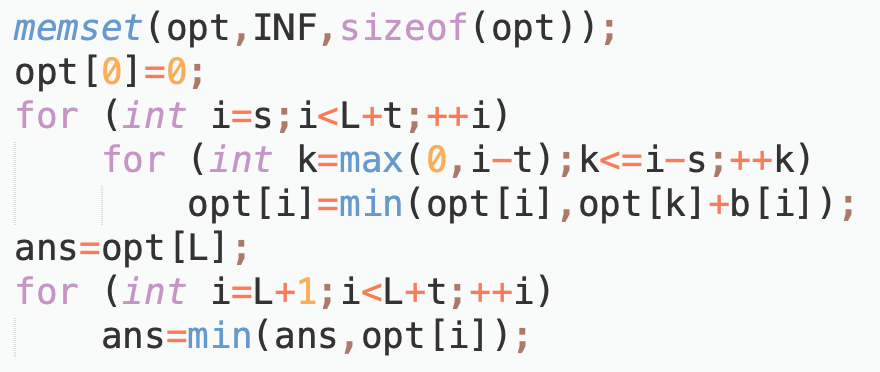 memset(opt,INF,sizeof(opt));
opt[0]=0;
for (int i=s;i<L+t;++i)
    for (int k=max(0,i-t);k<=i-s;++k)
        opt[i]=min(opt[i],opt[k]+b[i]);
ans=opt[L];
for (int i=L+1;i<L+t;++i)
    ans=min(ans,opt[i]);